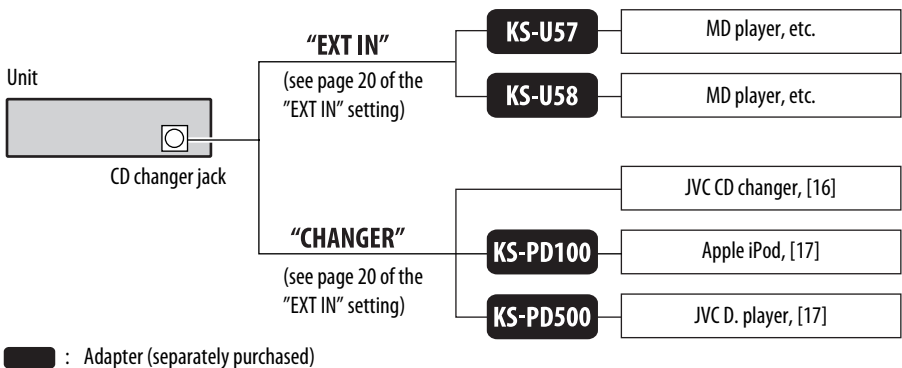 Unit
CD changer jack
“EXT IN”
(see page 20 of the
”EXT IN” setting)
KS-U57
MD player, etc.
KS-U58
MD player, etc.
“CHANGER”
(see page 20 of the
”EXT IN” setting)
JVC CD changer, [16]
KS-PD100
Apple iPod, [17]
KS-PD500
JVC D. player, [17]
: Adapter (separately purchased)